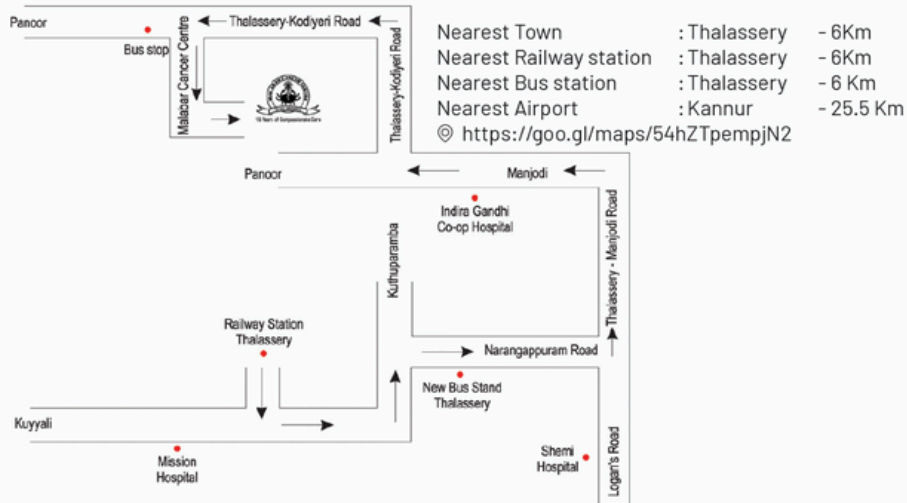 Panoor
Bus stop
Malabar Cancer Centre
Thalassery-Kodiyeri Road
Thalassery-Kodiyeri Road
Nearest Town : Thalassery - 6Km
Nearest Railway station : Thalassery - 6Km
Nearest Bus station : Thalassery - 6 Km
Nearest Airport : Kannur - 25.5 Km
https://goo.gl/maps/54hZTpempjN2
Panoor
Manjodi
Indira Gandhi
Co-op Hospital
Kuthuparamba
Thalassery - Manjodi Road
Railway Station
Thalassery
Narangappuram Road
New Bus Stand
Thalassery
Kuyyali
Mission
Hospital
Shemi
Hospital
Logan's Road